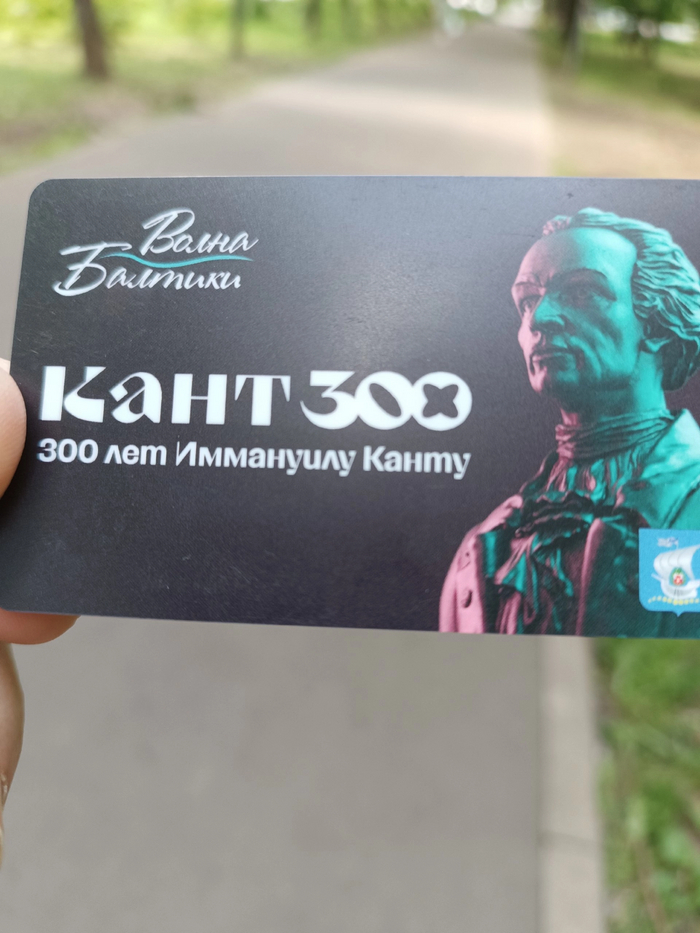 Волна
Балтики
Кант 300
300 лет Иммануилу Канту